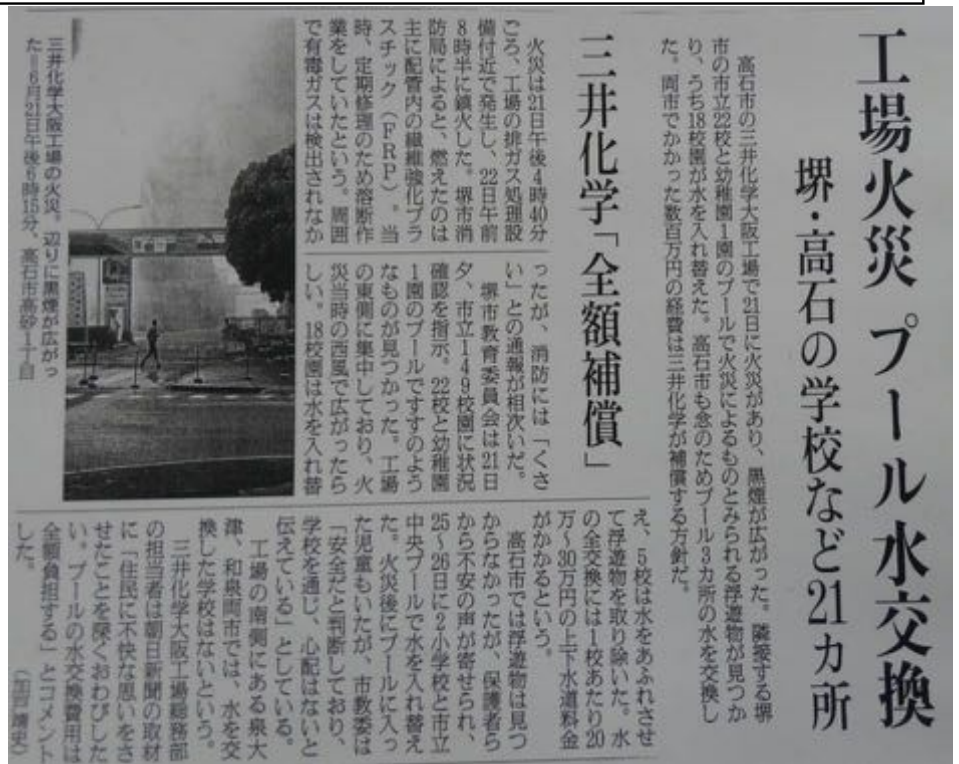 工場火災 プール水交換
堺・高石の学校など21カ所
高石市の三井化学大阪工場で21日に火災があり、黒煙が広がった。隣接する堺
市の市立22校と幼稚園1園のプールで火災によるものとみられる浮遊物が見つか
り、うち18校園が水を入れ替えた。高石市も念のためプール3カ所の水を交換し
た。両市でかかった数百万円の経費は三井化学が補償する方針だ。
三井化学「全額補償」
火災は21日午後4時40分
ごろ、工場の排ガス処理設
備付近で発生し、22日午前
8時半に鎮火した。堺市消
防局によると、燃えたのは
主に配管内の繊維強化プラ
スチック（FRP）。当
時、定期修理のため溶断作
業をしていたという。周囲
で有毒ガスは検出されなか
ったが、消防には「くさ
い」との通報が相次いだ。
堺市教育委員会は21日
夕、市立149校園に状況
確認を指示。22校と幼稚園
1園のプールですすのよう
なものが見つかった。工場
の東側に集中しており、火
災当時の西風で広がったら
しい。18校園は水を入れ替
え、5校は水をあふれさせ
て浮遊物を取り除いた。水
の全交換には1校あたり20
万～30万円の上下水道料金
がかかるという。
高石市では浮遊物は見つ
からなかったが、保護者ら
から不安の声が寄せられ、
25～26日に2小学校と市立
中央プールで水を入れ替え
た。火災後にプールに入っ
た児童もいたが、市教委は
「安全だと判断しており、
学校を通じ、心配はないと
伝えている」としている。
工場の南側にある泉大
津、和泉両市では、水を交
換した学校はないという。
三井化学大阪工場総務部
の担当者は朝日新聞の取材
に「住民に不快な思いをさ
せたことを深くおわびした
い。プールの水交換費用は
全額負担する」とコメント
した。
（加戸靖史）
三井化学大阪工場の火災。辺りに黒煙が広がっ
た＝6月21日午後6時15分、高石市高砂1丁目